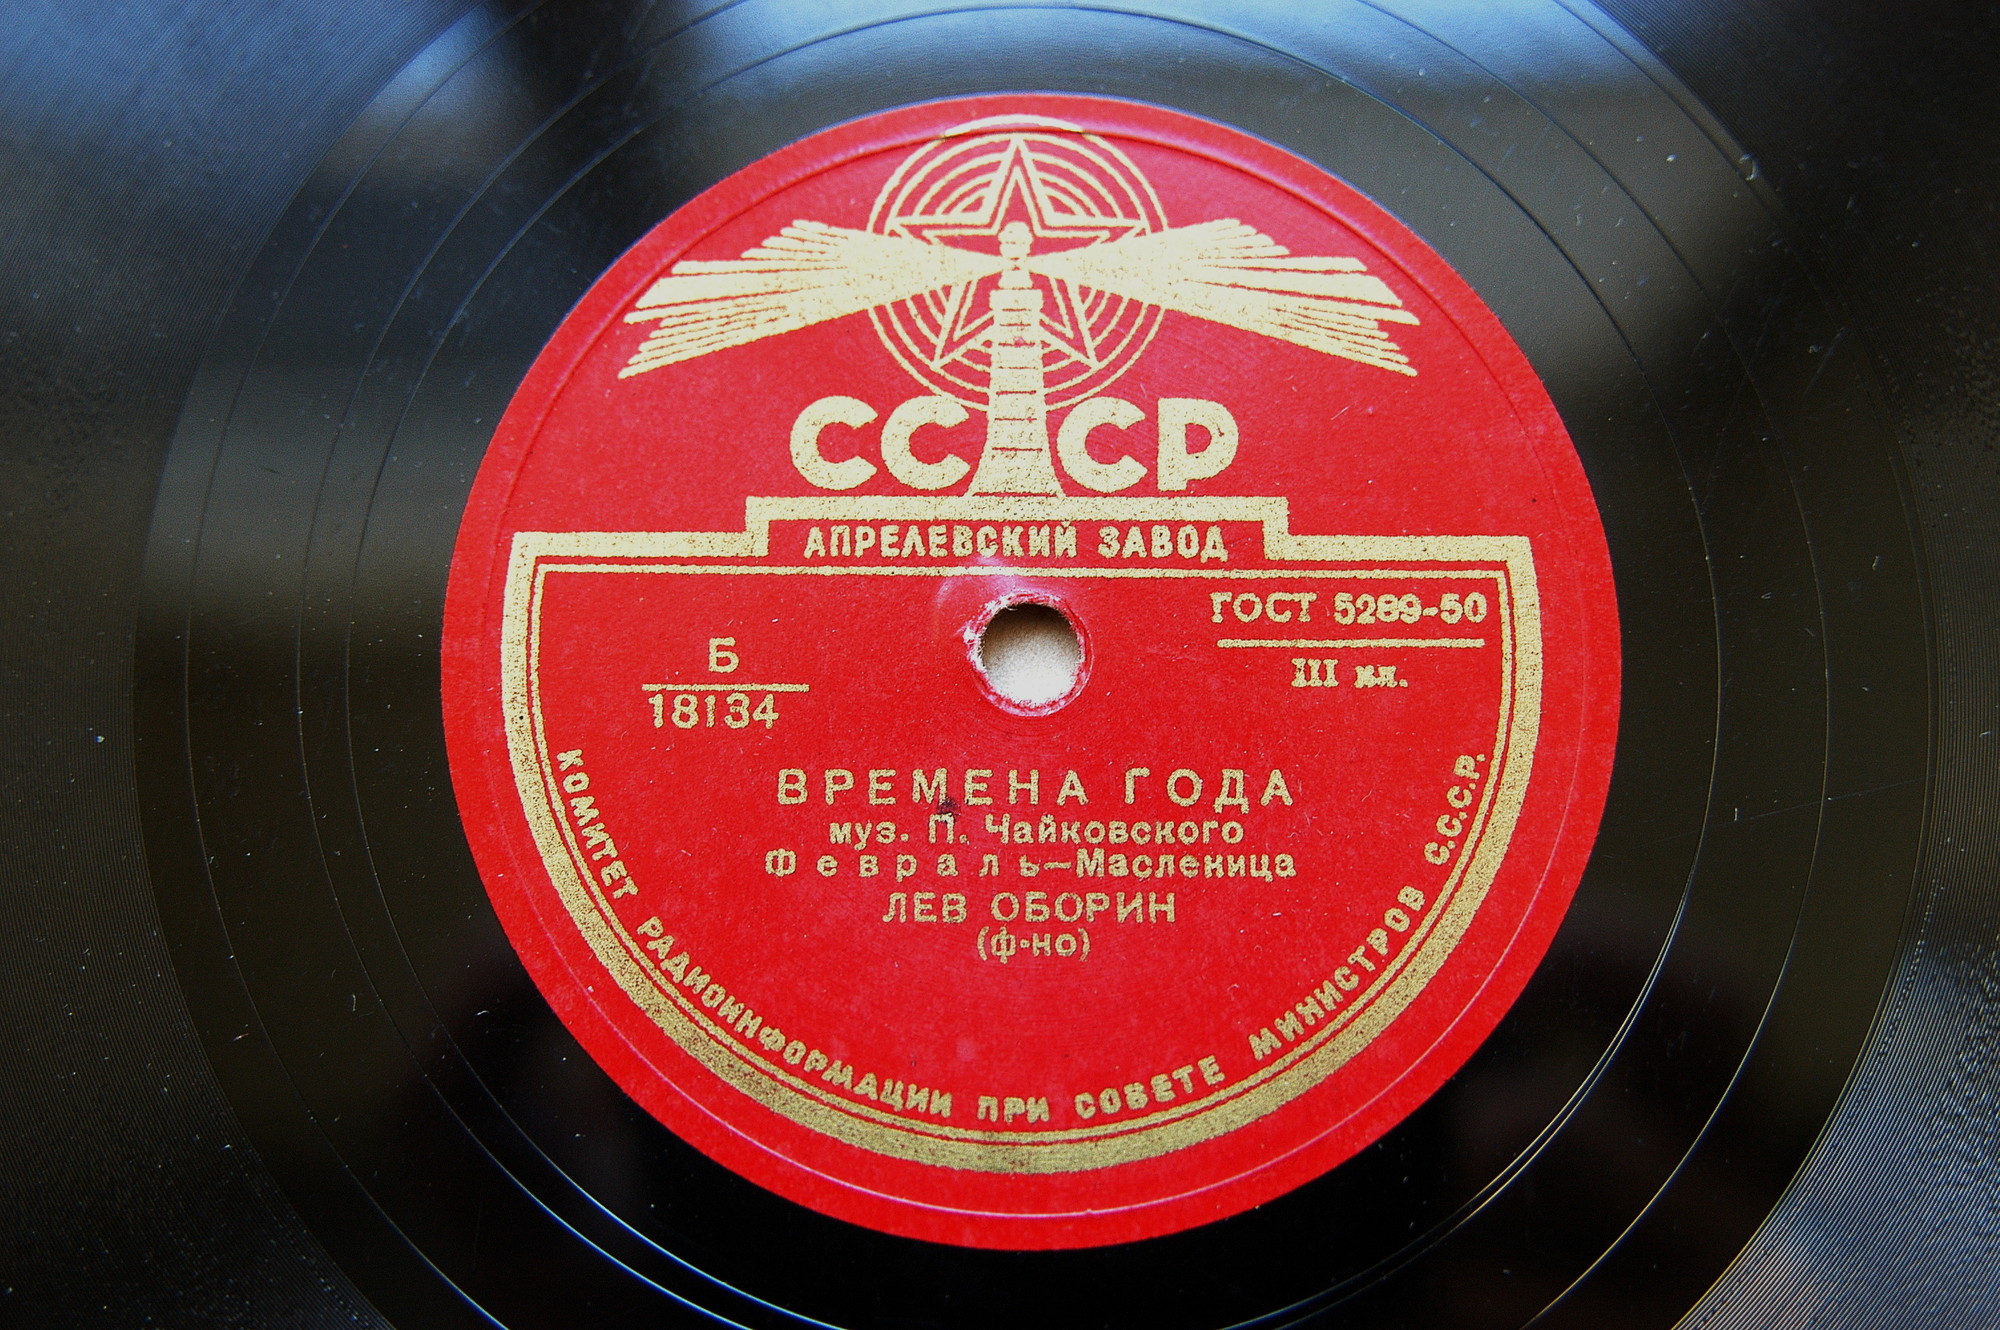 СССР
АПРЕЛЕВСКИЙ ЗАВОД
ГОСТ 5289-50
III кл.
Б
18134
ВРЕМЕНА ГОДА
муз. П. Чайковского
Февраль—Масленица
ЛЕВ ОБОРИН
(ф-но)
КОМИТЕТ РАДИОИНФОРМАЦИИ ПРИ СОВЕТЕ МИНИСТРОВ С.С.С.Р.